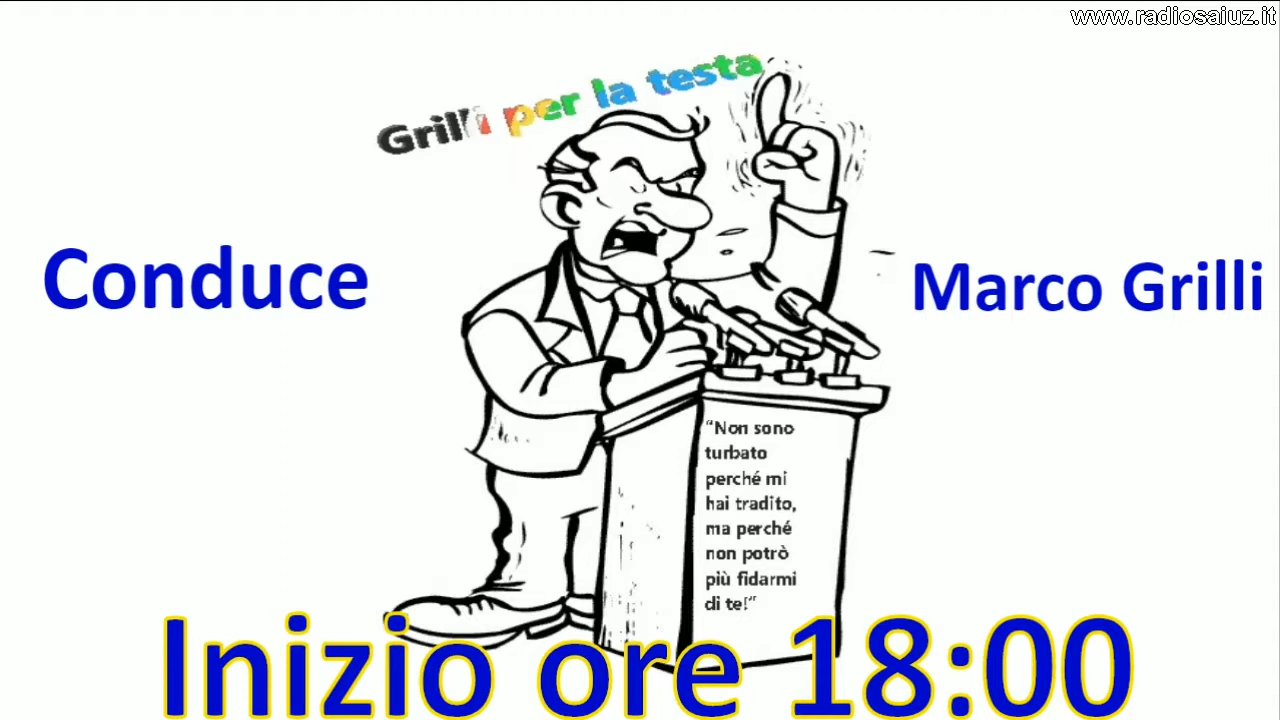 www.radiosaiuz.it
Grilli per la testa
Conduce
Marco Grilli
“Non sono
turbato
perché mi
hai tradito,
ma perché
non potrò
più fidarmi
di te!“
Inizio ore 18:00